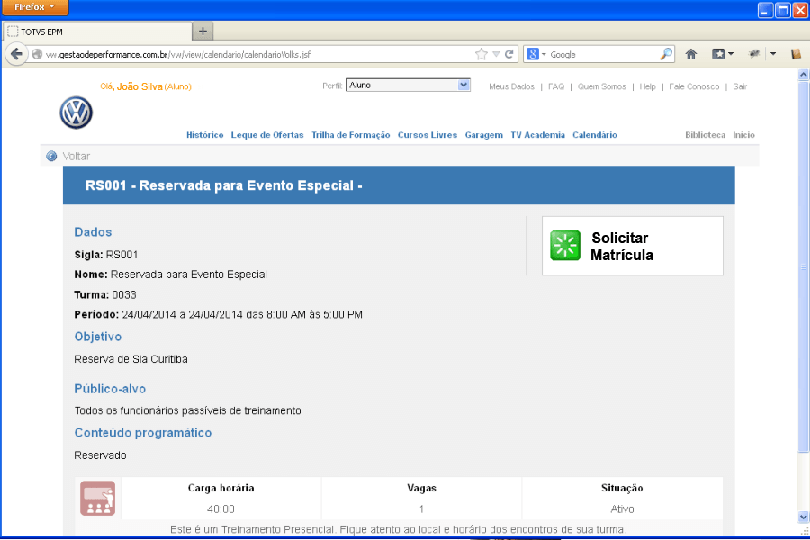 Firefox
TOTVS EPM
vw.gestaodeperformance.com.br/vw/view/calendario/calendarioVolks.jsf
Google
Olá, João Silva (Aluno)
Perfil: Aluno
Meus Dados | FAQ | Quem Somos | Help | Fale Conosco | Sair
Histórico Leque de Ofertas Trilha de Formação Cursos Livres Garagem TV Academia Calendário
Biblioteca Início
Voltar
RS001 - Reservada para Evento Especial -
Dados
Sigla: RS001
Nome: Reservada para Evento Especial
Turma: 0033
Período: 24/04/2014 a 24/04/2014 das 8:00 AM às 5:00 PM
Solicitar
Matrícula
Objetivo
Reserva de Sla Curitiba
Público-alvo
Todos os funcionários passíveis de treinamento
Conteudo programático
Reservado
Carga horária Vagas Situação
40:00 1 Ativo
Este é um Treinamento Presencial. Fique atento ao local e horário dos encontros de sua turma